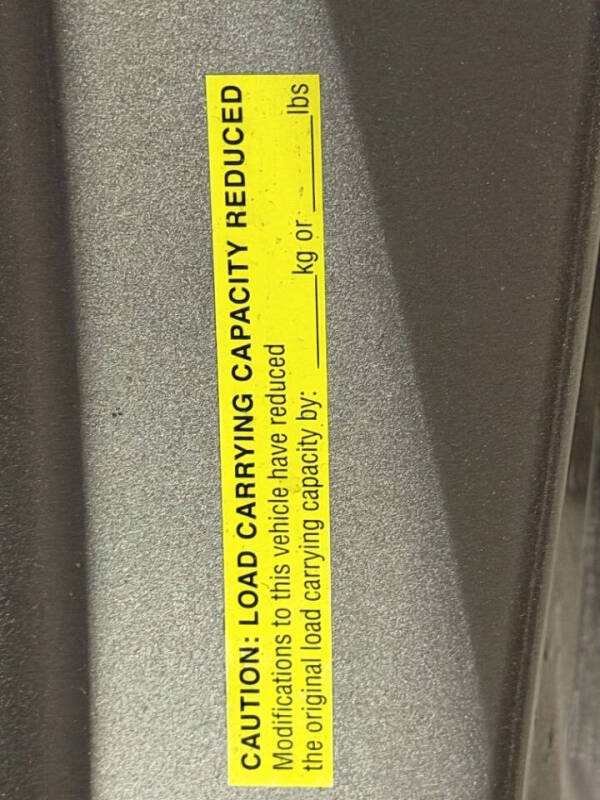 CAUTION: LOAD CARRYING CAPACITY REDUCED
Modifications to this vehicle have reduced
the original load carrying capacity by: ______kg or ______lbs